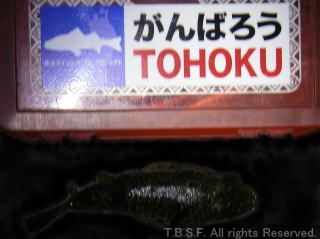 がんばろう
TOHOKU
T.B.S.F. All rights Reserved.